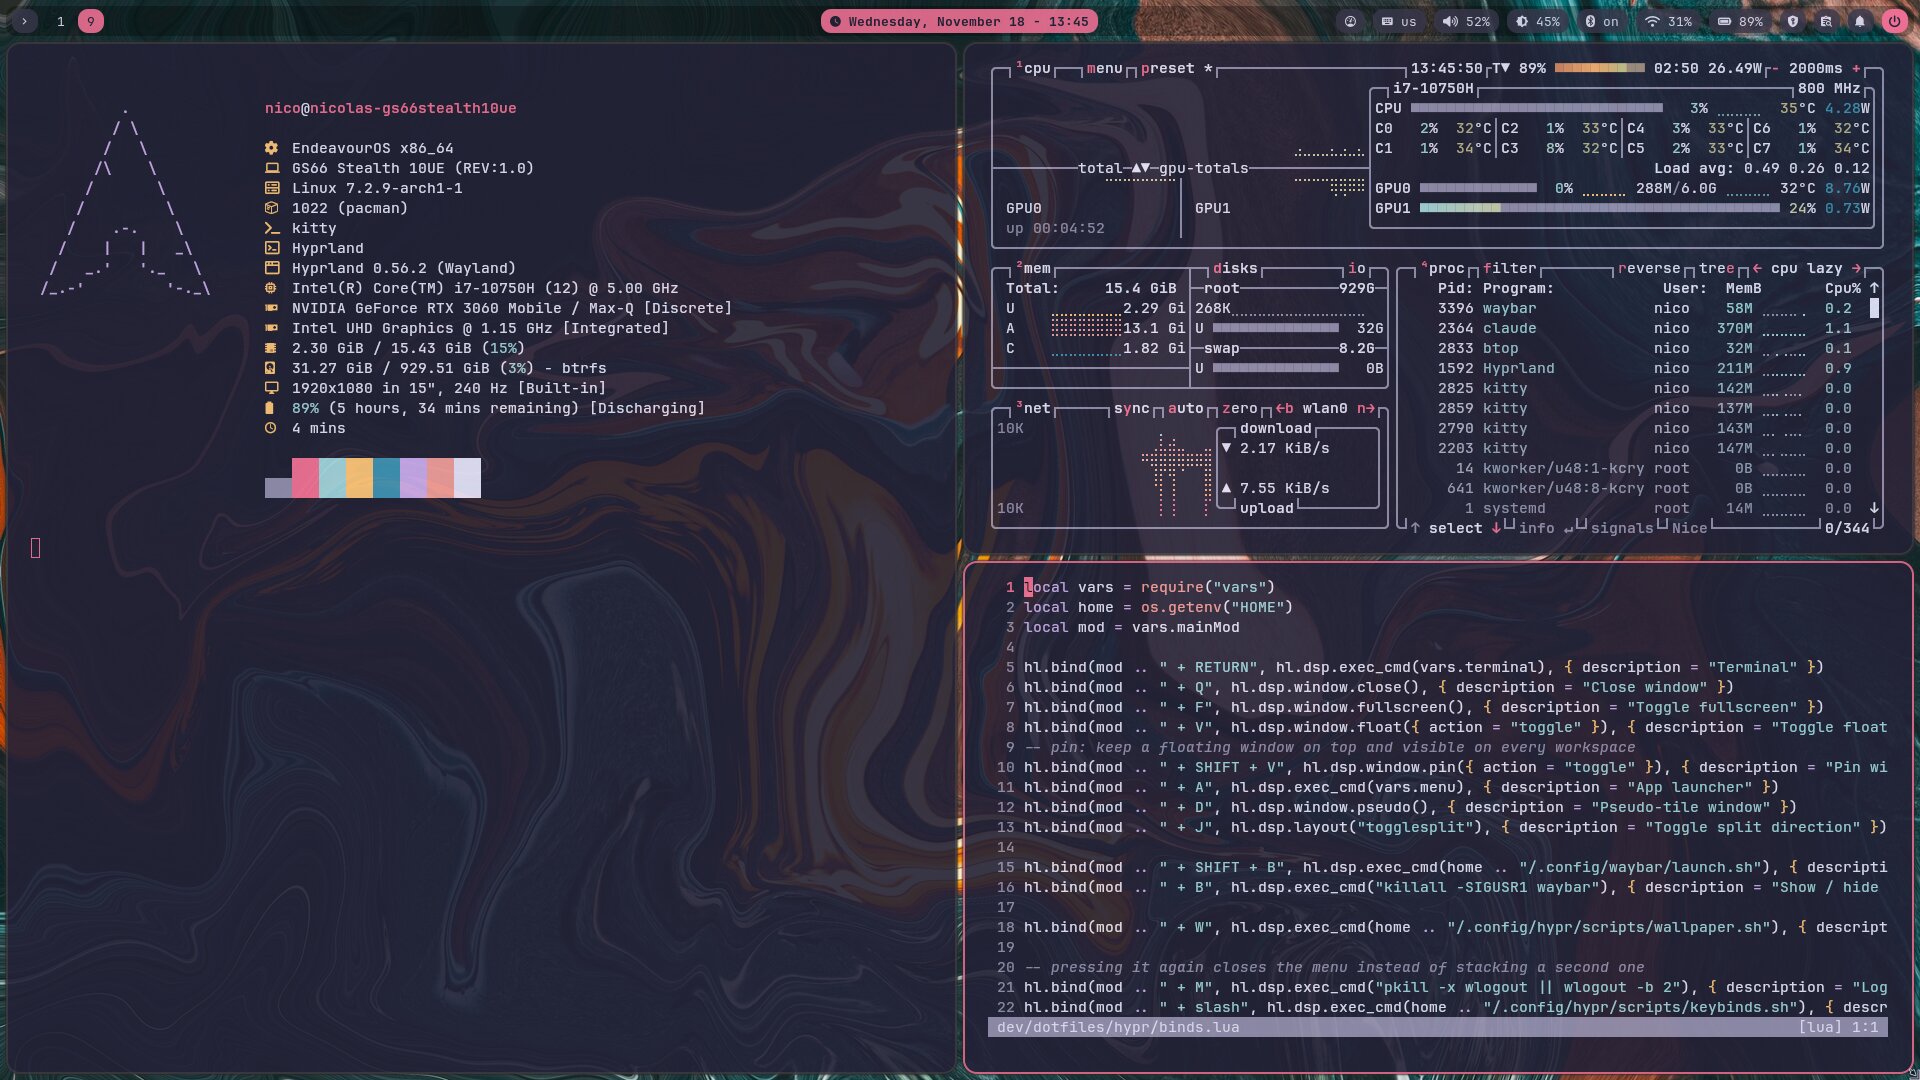 1 9 Wednesday, November 18 - 13:45 us 52% 45% on 31% 89%
nico@nicolas-gs66stealth10ue
EndeavourOS x86_64
GS66 Stealth 10UE (REV:1.0)
Linux 7.2.9-arch1-1
1022 (pacman)
kitty
Hyprland
Hyprland 0.56.2 (Wayland)
Intel(R) Core(TM) i7-10750H (12) @ 5.00 GHz
NVIDIA GeForce RTX 3060 Mobile / Max-Q [Discrete]
Intel UHD Graphics @ 1.15 GHz [Integrated]
2.30 GiB / 15.43 GiB (15%)
31.27 GiB / 929.51 GiB (3%) - btrfs
1920x1080 in 15", 240 Hz [Built-in]
89% (5 hours, 34 mins remaining) [Discharging]
4 mins
¹cpu menu preset * 13:45:50 T▼ 89% 02:50 26.49W - 2000ms +
i7-10750H 800 MHz
CPU 3% 35°C 4.28W
C0 2% 32°C C2 1% 33°C C4 3% 33°C C6 1% 32°C
C1 1% 34°C C3 8% 32°C C5 2% 33°C C7 1% 34°C
total ▲▼ gpu-totals Load avg: 0.49 0.26 0.12
GPU0 0% 288M/6.0G 32°C 8.76W
GPU0 GPU1 GPU1 24% 0.73W
up 00:04:52
²mem disks io
Total: 15.4 GiB root 929G
U 2.29 Gi 268K
A 13.1 Gi U 32G
C 1.82 Gi swap 8.2G
U 0B
³net sync auto zero ←b wlan0 n→
10K download
▼ 2.17 KiB/s
▲ 7.55 KiB/s
10K upload
⁴proc filter reverse tree ← cpu lazy →
Pid: Program: User: MemB Cpu% ↑
3396 waybar nico 58M 0.2
2364 claude nico 370M 1.1
2833 btop nico 32M 0.1
1592 Hyprland nico 211M 0.9
2825 kitty nico 142M 0.0
2859 kitty nico 137M 0.0
2790 kitty nico 143M 0.0
2203 kitty nico 147M 0.0
14 kworker/u48:1-kcry root 0B 0.0
641 kworker/u48:8-kcry root 0B 0.0
1 systemd root 14M 0.0 ↓
↑ select ↓ info ↵ signals Nice 0/344
1 local vars = require("vars")
2 local home = os.getenv("HOME")
3 local mod = vars.mainMod
4
5 hl.bind(mod .. " + RETURN", hl.dsp.exec_cmd(vars.terminal), { description = "Terminal" })
6 hl.bind(mod .. " + Q", hl.dsp.window.close(), { description = "Close window" })
7 hl.bind(mod .. " + F", hl.dsp.window.fullscreen(), { description = "Toggle fullscreen" })
8 hl.bind(mod .. " + V", hl.dsp.window.float({ action = "toggle" }), { description = "Toggle float
9 -- pin: keep a floating window on top and visible on every workspace
10 hl.bind(mod .. " + SHIFT + V", hl.dsp.window.pin({ action = "toggle" }), { description = "Pin wi
11 hl.bind(mod .. " + A", hl.dsp.exec_cmd(vars.menu), { description = "App launcher" })
12 hl.bind(mod .. " + D", hl.dsp.window.pseudo(), { description = "Pseudo-tile window" })
13 hl.bind(mod .. " + J", hl.dsp.layout("togglesplit"), { description = "Toggle split direction" })
14
15 hl.bind(mod .. " + SHIFT + B", hl.dsp.exec_cmd(home .. "/.config/waybar/launch.sh"), { descripti
16 hl.bind(mod .. " + B", hl.dsp.exec_cmd("killall -SIGUSR1 waybar"), { description = "Show / hide
17
18 hl.bind(mod .. " + W", hl.dsp.exec_cmd(home .. "/.config/hypr/scripts/wallpaper.sh"), { descript
19
20 -- pressing it again closes the menu instead of stacking a second one
21 hl.bind(mod .. " + M", hl.dsp.exec_cmd("pkill -x wlogout || wlogout -b 2"), { description = "Log
22 hl.bind(mod .. " + slash", hl.dsp.exec_cmd(home .. "/.config/hypr/scripts/keybinds.sh"), { descr
dev/dotfiles/hypr/binds.lua [lua] 1:1